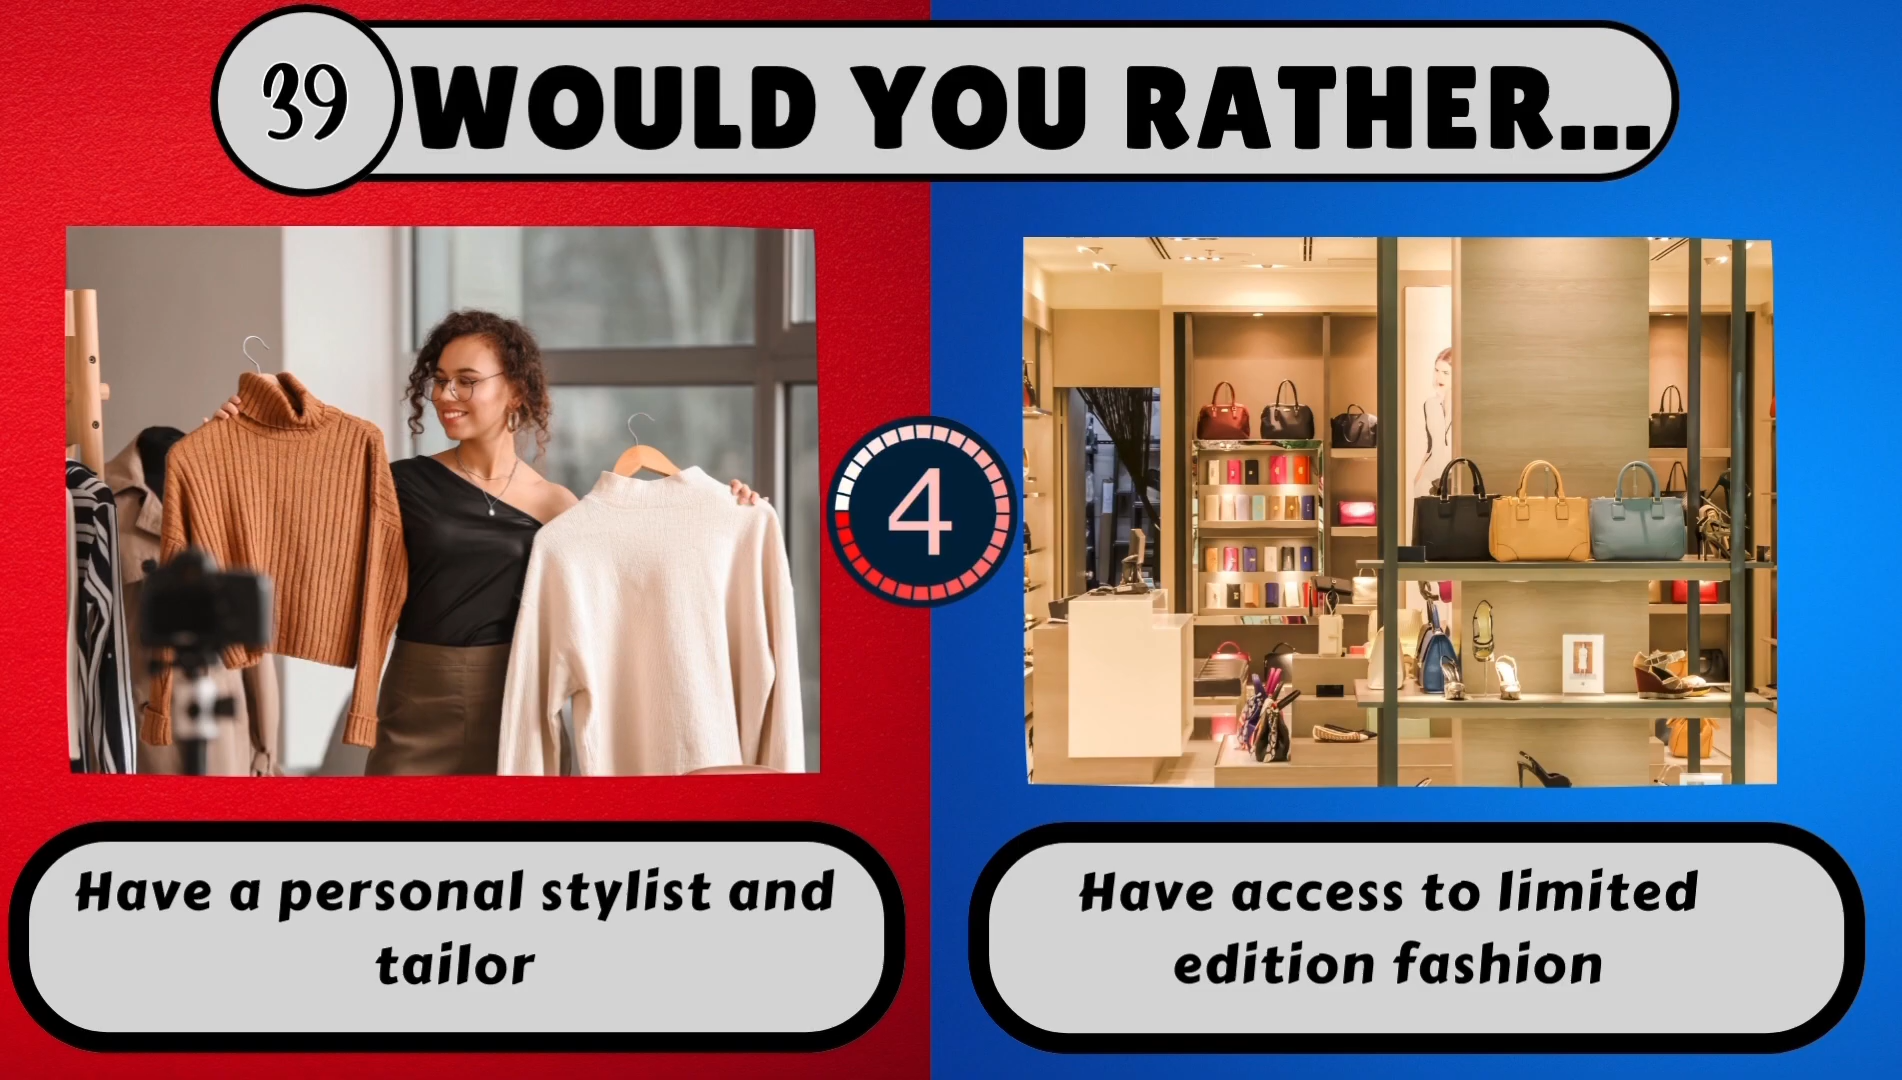 39
WOULD YOU RATHER...
4
Have a personal stylist and
tailor
Have access to limited
edition fashion